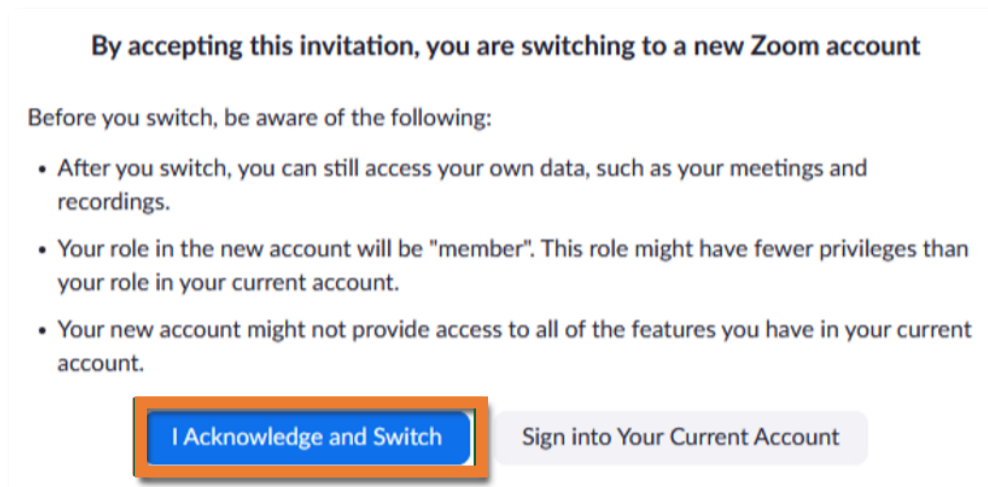 By accepting this invitation, you are switching to a new Zoom account
Before you switch, be aware of the following:
• After you switch, you can still access your own data, such as your meetings and
recordings.
• Your role in the new account will be "member". This role might have fewer privileges than
your role in your current account.
• Your new account might not provide access to all of the features you have in your current
account.
I Acknowledge and Switch
Sign into Your Current Account